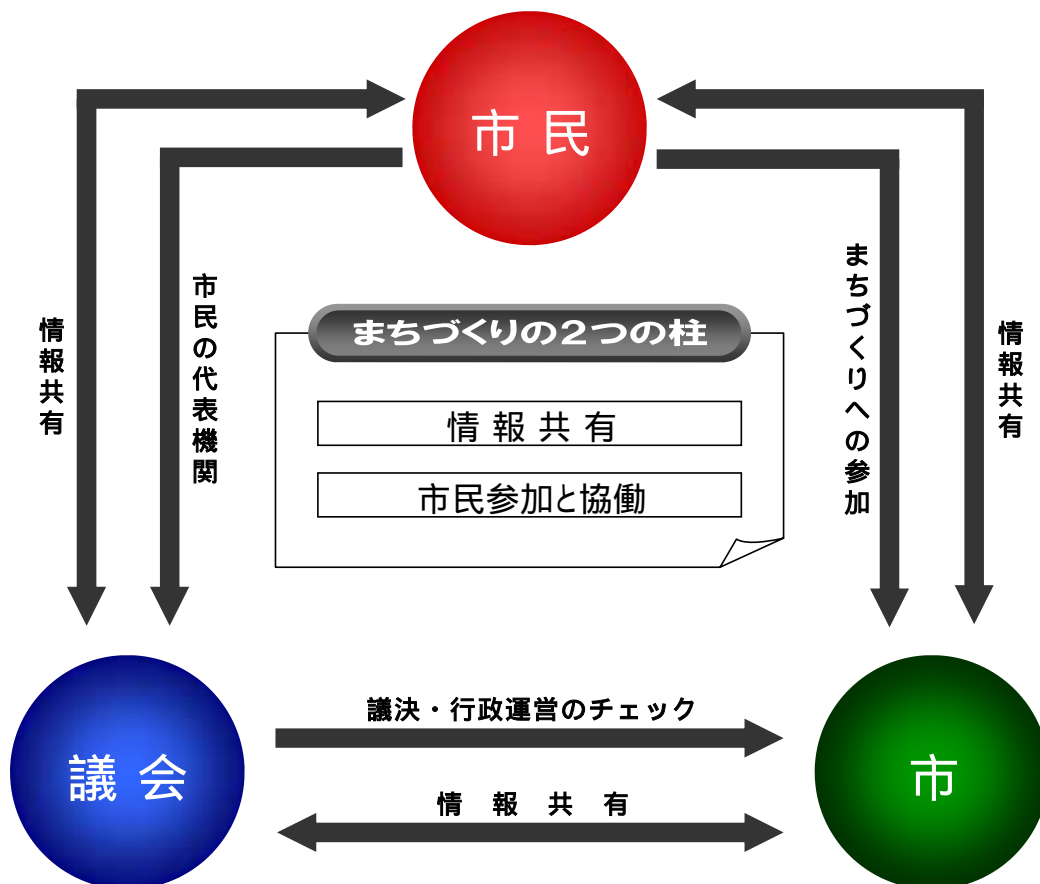 市民
情報共有
市民の代表機関
まちづくりへの参加
情報共有
まちづくりの2つの柱
情報共有
市民参加と協働
議決・行政運営のチェック
議会
市
情報共有